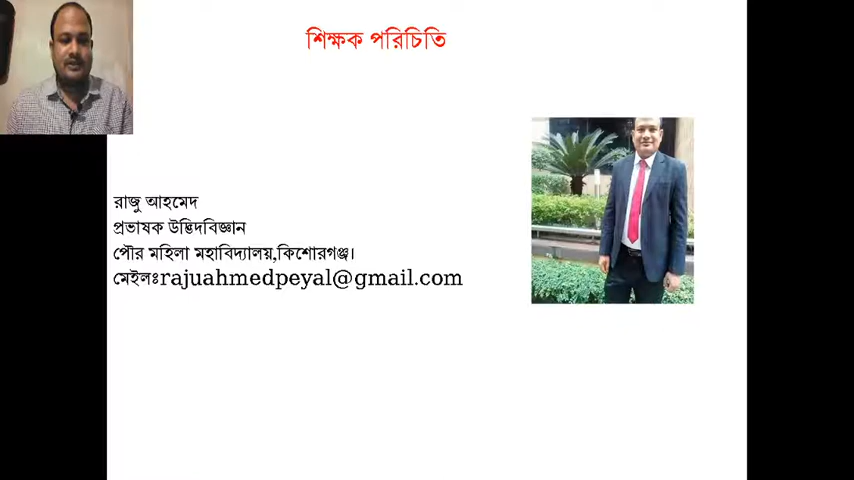 শিক্ষক পরিচিতি
রাজু আহমেদ
প্রভাষক উদ্ভিদবিজ্ঞান
পৌর মহিলা মহাবিদ্যালয়,কিশোরগঞ্জ।
মেইলঃrajuahmedpeyal@gmail.com